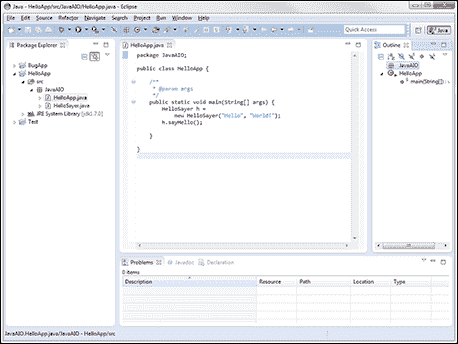 Java - HelloApp/src/JavaAIO/HelloApp.java - Eclipse
File Edit Source Refactor Navigate Search Project Run Window Help
Quick Access
Java
Package Explorer
BugApp
HelloApp
src
JavaAIO
HelloApp.java
HelloSayer.java
JRE System Library [jdk1.7.0]
Test
HelloApp.java
package JavaAIO;
public class HelloApp {
/**
* @param args
*/
public static void main(String[] args) {
HelloSayer h =
new HelloSayer("Hello", "World!");
h.sayHello();
}
}
Outline
JavaAIO
HelloApp
main(String[]) :
Problems Javadoc Declaration
0 items
Description Resource Path Location Type
JavaAIO.HelloApp.java/JavaAIO - HelloApp/src